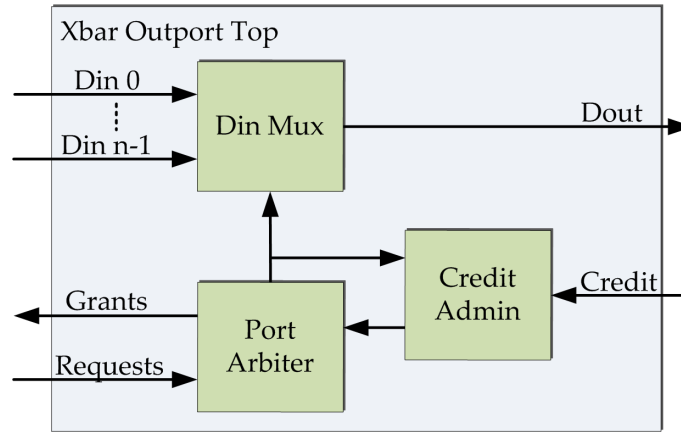 Xbar Outport Top
Din 0
Din n-1
Din Mux
Dout
Credit
Admin
Credit
Grants
Port
Arbiter
Requests